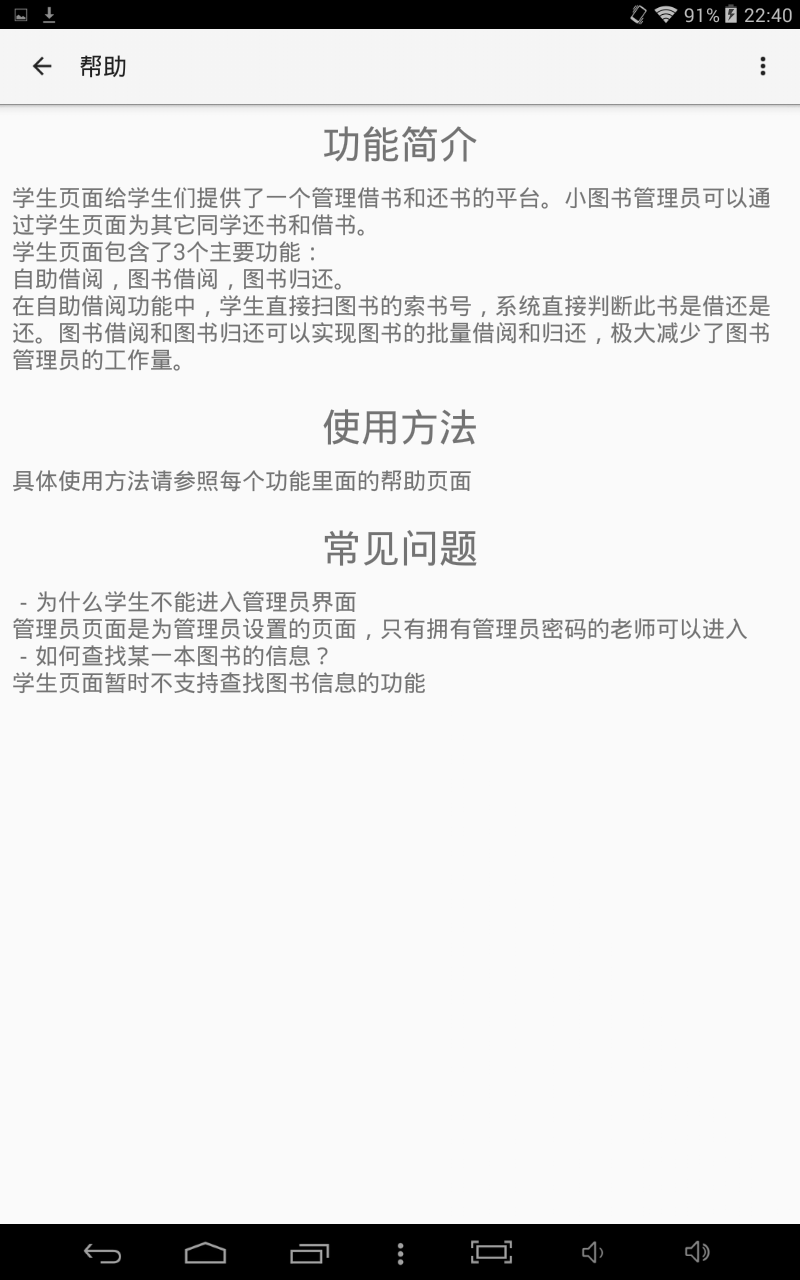 91% 22:40
帮助
功能简介
学生页面给学生们提供了一个管理借书和还书的平台。小图书管理员可以通
过学生页面为其它同学还书和借书。
学生页面包含了3个主要功能：
自助借阅，图书借阅，图书归还。
在自助借阅功能中，学生直接扫图书的索书号，系统直接判断此书是借还是
还。图书借阅和图书归还可以实现图书的批量借阅和归还，极大减少了图书
管理员的工作量。
使用方法
具体使用方法请参照每个功能里面的帮助页面
常见问题
- 为什么学生不能进入管理员界面
管理员页面是为管理员设置的页面，只有拥有管理员密码的老师可以进入
- 如何查找某一本图书的信息？
学生页面暂时不支持查找图书信息的功能